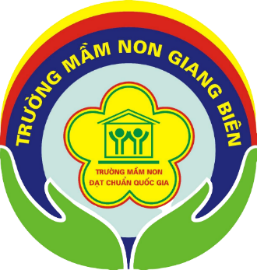 TRƯỜNG MẦM NON GIANG BIÊN
TRƯỜNG MẦM NON
ĐẠT CHUẨN QUỐC GIA